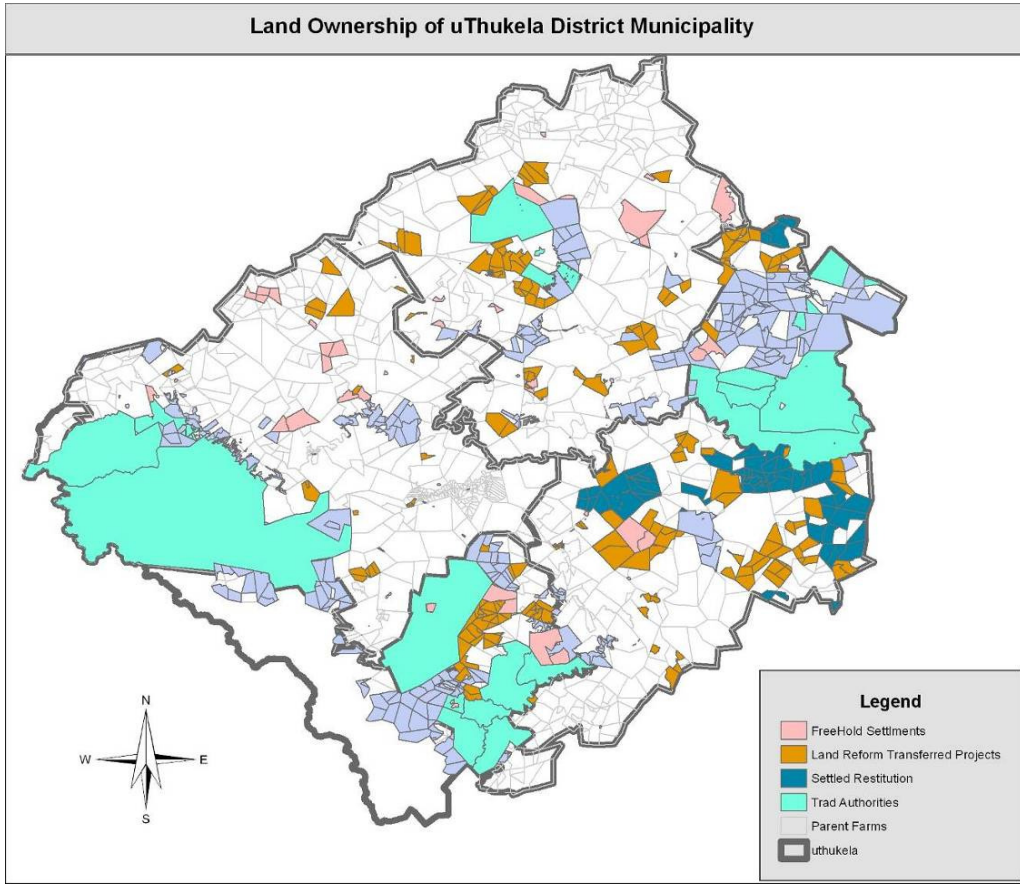 Land Ownership of uThukela District Municipality
N
W
E
S
Legend
FreeHold Settlments
Land Reform Transferred Projects
Settled Restitution
Trad Authorities
Parent Farms
uthukela